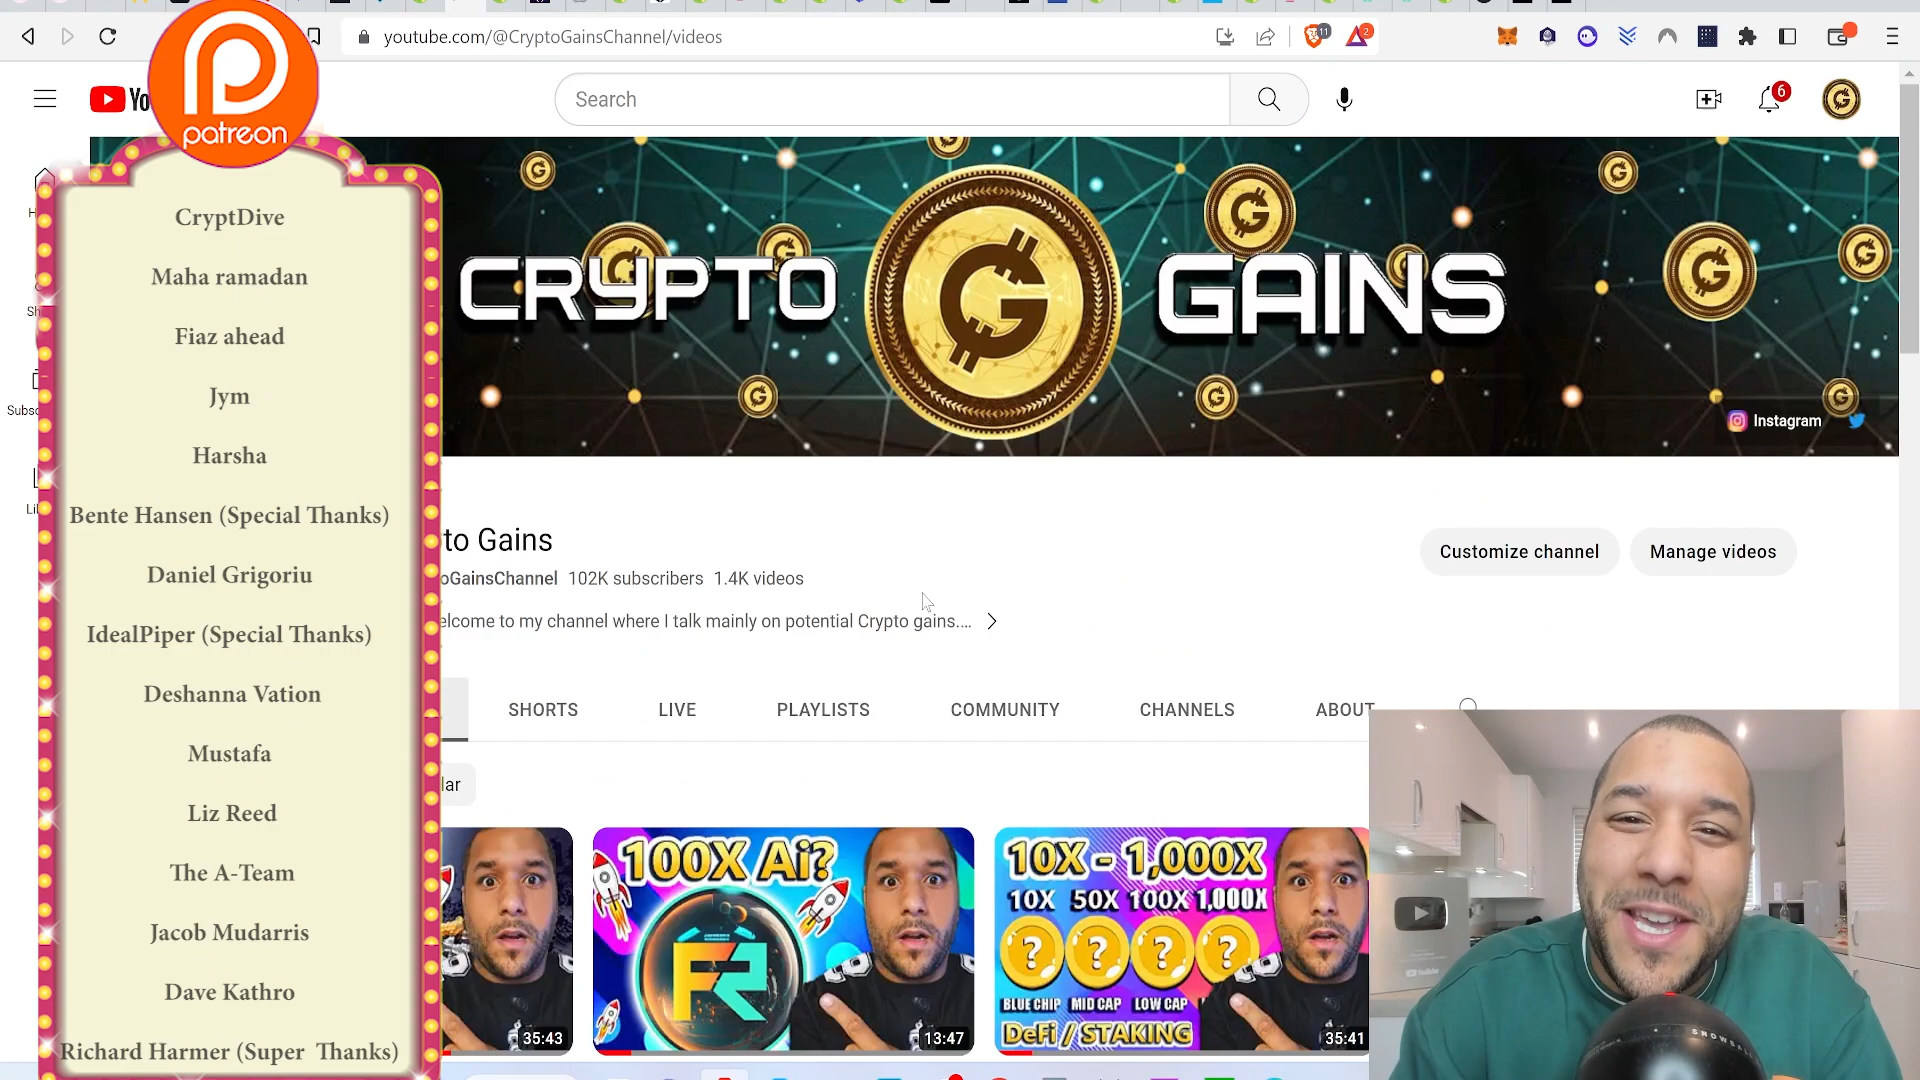 youtube.com/@CryptoGainsChannel/videos
11
2
patreon
Search
6
CRYPTO GAINS
Instagram
CryptDive
Maha ramadan
Fiaz ahead
Jym
Harsha
Bente Hansen (Special Thanks)
Daniel Grigoriu
IdealPiper (Special Thanks)
Deshanna Vation
Mustafa
Liz Reed
The A-Team
Jacob Mudarris
Dave Kathro
Richard Harmer (Super Thanks)
to Gains
oGainsChannel 102K subscribers 1.4K videos
elcome to my channel where I talk mainly on potential Crypto gains....
Customize channel
Manage videos
SHORTS LIVE PLAYLISTS COMMUNITY CHANNELS ABOUT
lar
35:43
100X Ai?
FR
13:47
10X - 1,000X
10X 50X 100X 1,000X
? ? ? ?
BLUE CHIP MID CAP LOW CAP
DeFi / STAKING
35:41